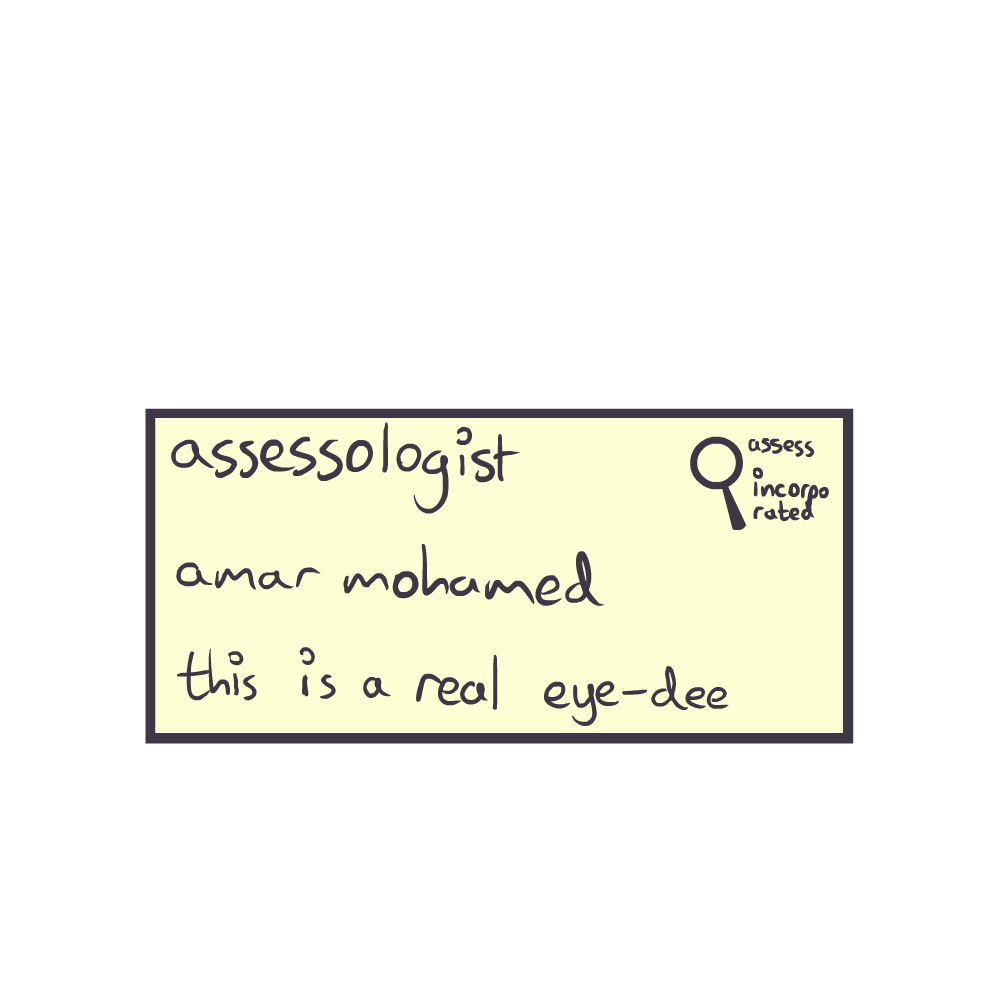 assessologist
assess
incorpo
rated
amar mohamed
this is a real eye-dee